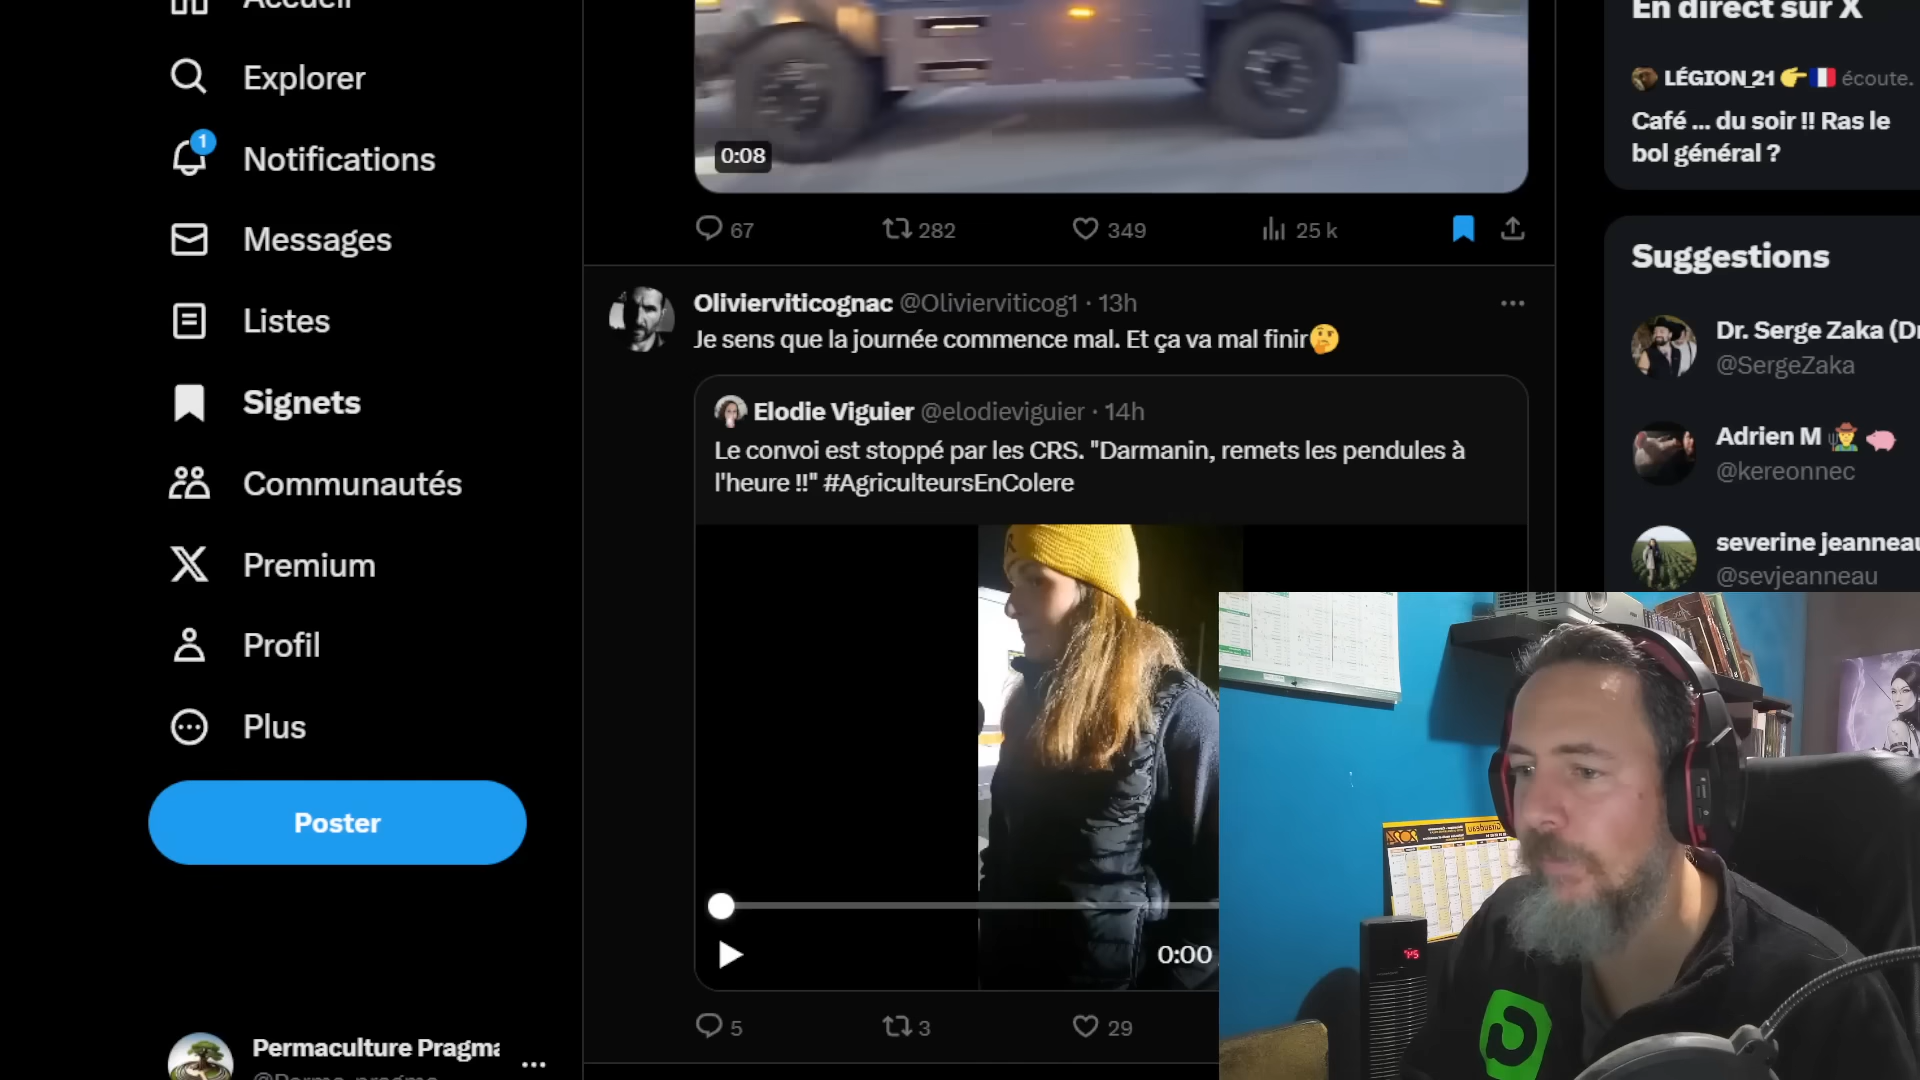 Accueil
Explorer
1
Notifications
Messages
Listes
Signets
Communautés
Premium
Profil
Plus
Poster
Permaculture Pragma
0:08
67
282
349
25 k
Olivierviticognac @Olivierviticog1 · 13h
Je sens que la journée commence mal. Et ça va mal finir🤔
Elodie Viguier @elodieviguier · 14h
Le convoi est stoppé par les CRS. "Darmanin, remets les pendules à
l'heure !!" #AgriculteursEnColere
0:00
5
3
29
En direct sur X
LÉGION_21 👉🇫🇷 écoute.
Café ... du soir !! Ras le
bol général ?
Suggestions
Dr. Serge Zaka (Dr
@SergeZaka
Adrien M 👨‍🌾 🐖
@kereonnec
severine jeanneau
@sevjeanneau